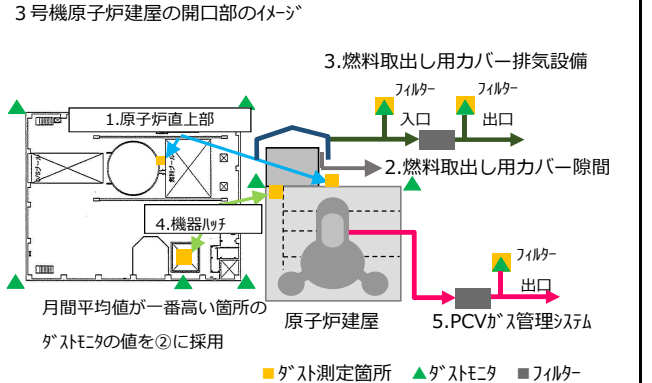 ３号機原子炉建屋の開口部のｲﾒｰｼﾞ
3.燃料取出し用カバー排気設備
ﾌｨﾙﾀｰ
ﾌｨﾙﾀｰ
入口
出口
1.原子炉直上部
2.燃料取出し用カバー隙間
4.機器ﾊｯﾁ
ﾌｨﾙﾀｰ
出口
月間平均値が一番高い箇所の
ﾀﾞｽﾄﾓﾆﾀの値を②に採用
原子炉建屋
5.PCVｶﾞｽ管理ｼｽﾃﾑ
ﾀﾞｽﾄ測定箇所
ﾀﾞｽﾄﾓﾆﾀ
ﾌｨﾙﾀｰ